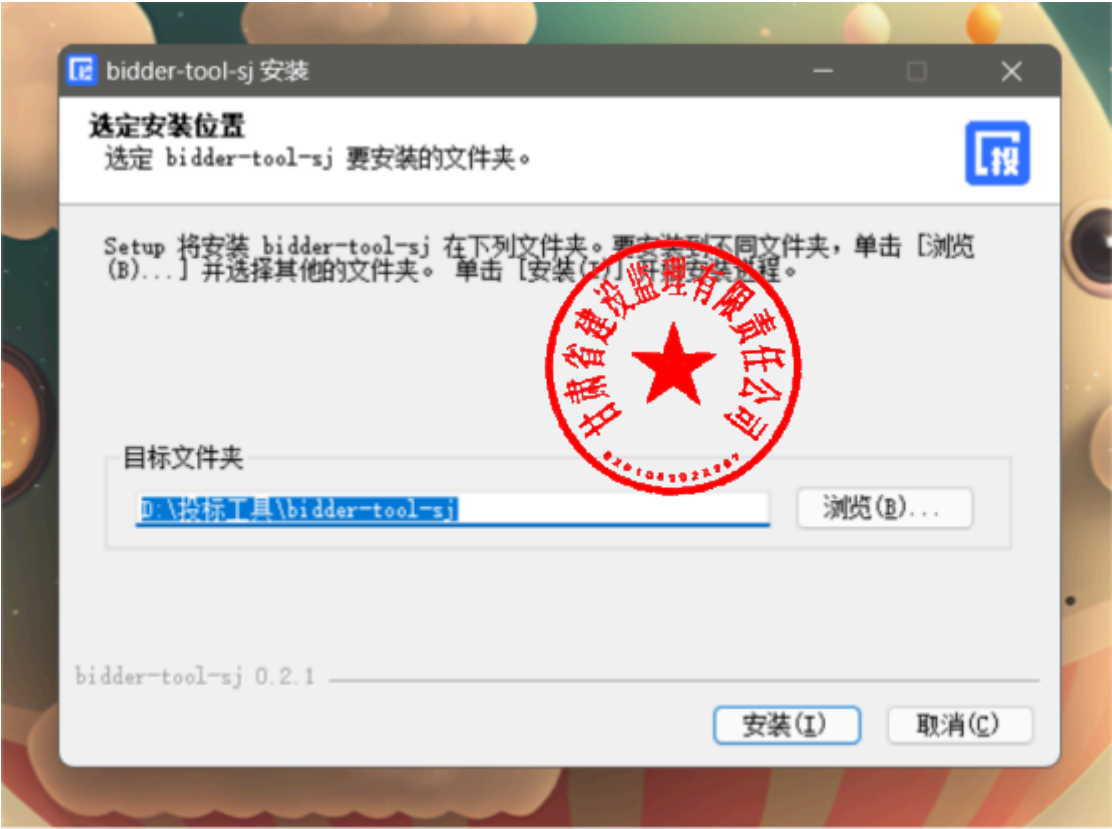 bidder-tool-sj 安装
选定安装位置
选定 bidder-tool-sj 要安装的文件夹。
投
Setup 将安装 bidder-tool-sj 在下列文件夹。要安装到不同文件夹，单击 [浏览
(B)...] 并选择其他的文件夹。 单击 [安装(I)] 开始安装进程。
甘肃省建设监理有限责任公司
目标文件夹
D:\投标工具\bidder-tool-sj
浏览(B)...
bidder-tool-sj 0.2.1
安装(I)
取消(C)